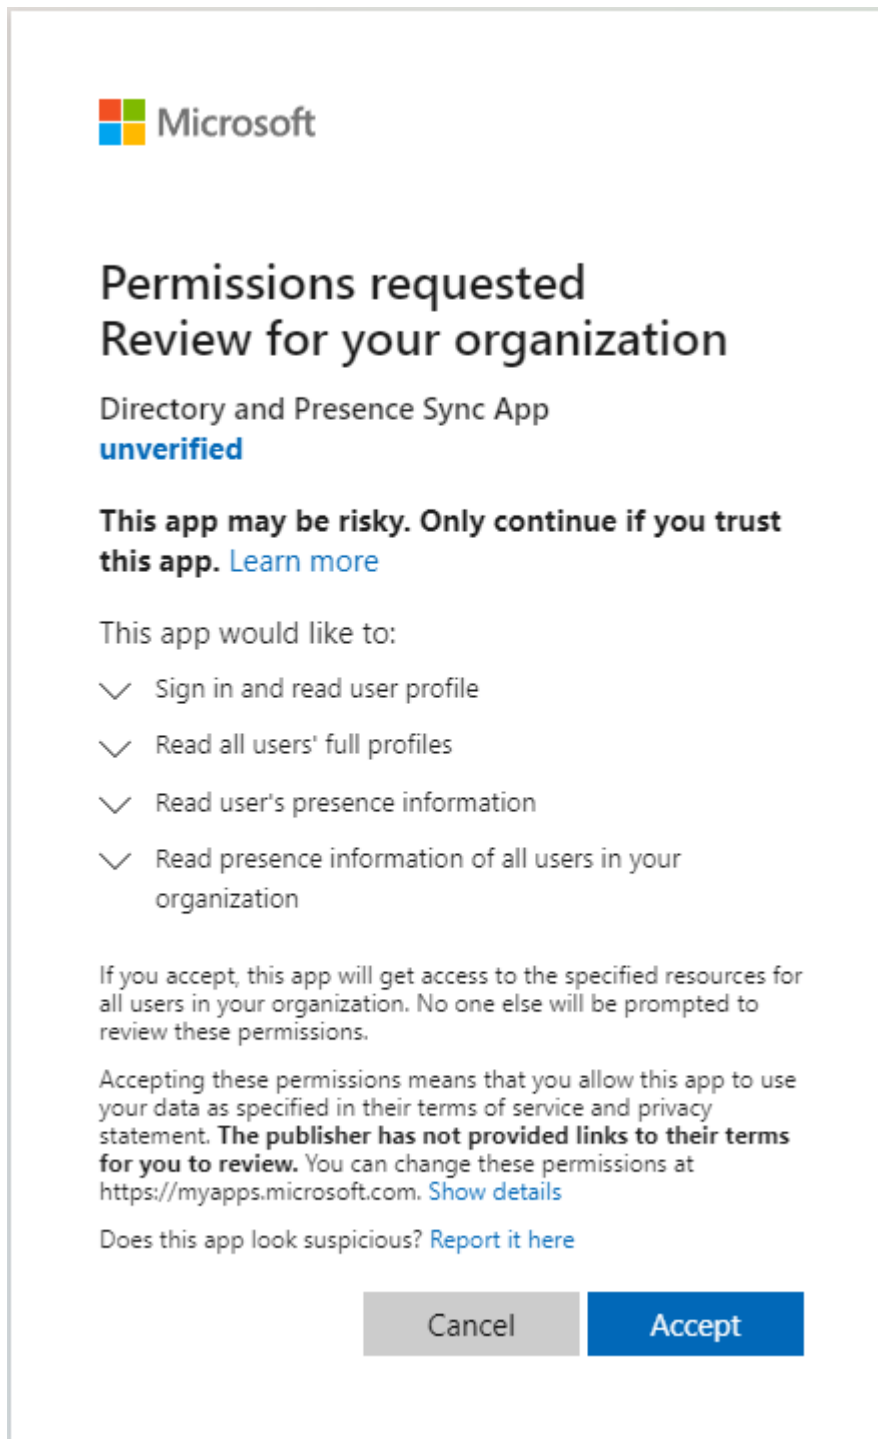 Microsoft
Permissions requested
Review for your organization
Directory and Presence Sync App
unverified
This app may be risky. Only continue if you trust
this app. Learn more
This app would like to:
Sign in and read user profile
Read all users' full profiles
Read user's presence information
Read presence information of all users in your
organization
If you accept, this app will get access to the specified resources for
all users in your organization. No one else will be prompted to
review these permissions.
Accepting these permissions means that you allow this app to use
your data as specified in their terms of service and privacy
statement. The publisher has not provided links to their terms
for you to review. You can change these permissions at
https://myapps.microsoft.com. Show details
Does this app look suspicious? Report it here
Cancel
Accept